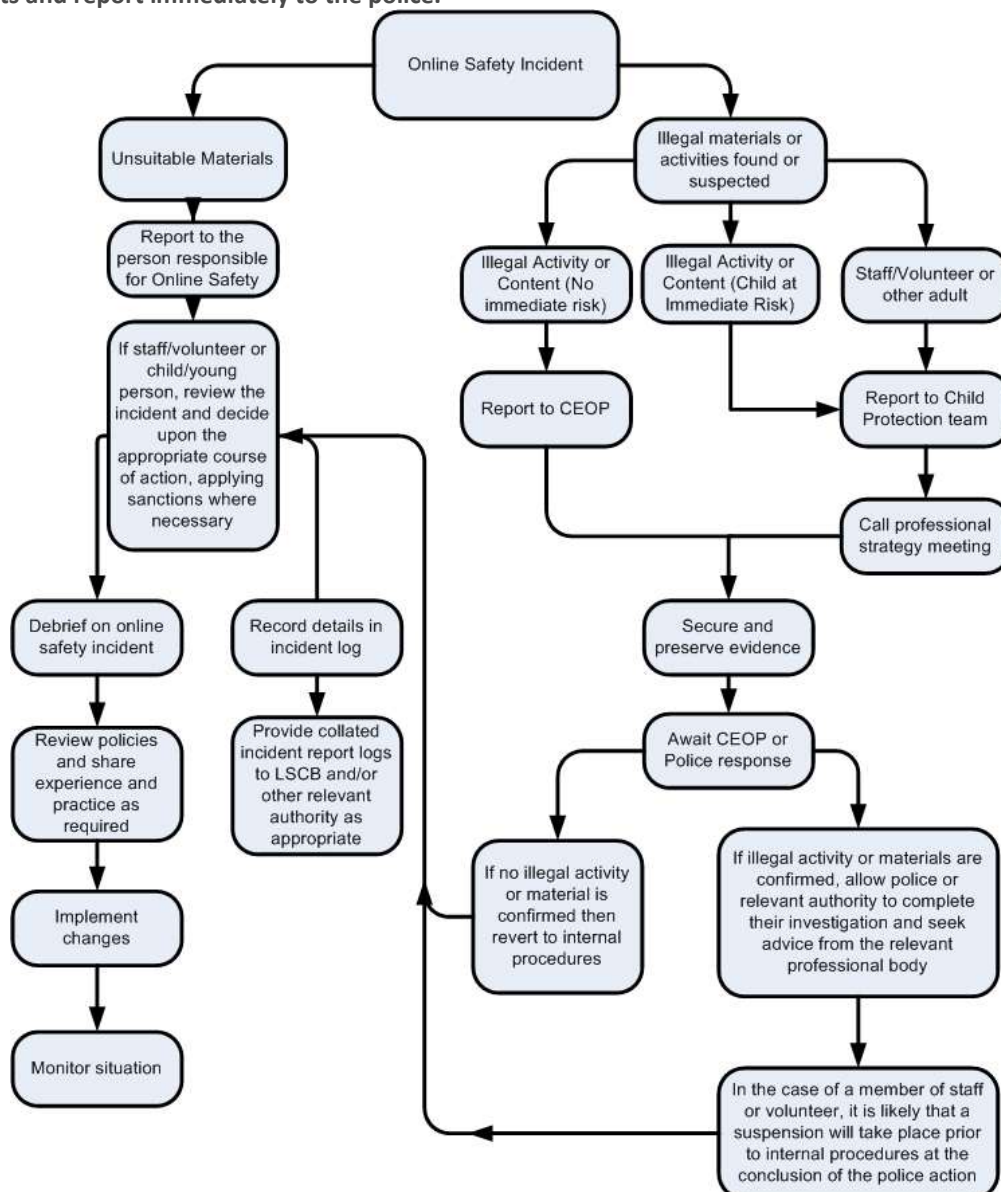 ts and report immediately to the police.
Online Safety Incident
Unsuitable Materials
Report to the
person responsible
for Online Safety
If staff/volunteer or
child/young
person, review the
incident and decide
upon the
appropriate course
of action, applying
sanctions where
necessary
Debrief on online
safety incident
Review policies
and share
experience and
practice as
required
Implement
changes
Monitor situation
Record details in
incident log
Provide collated
incident report logs
to LSCB and/or
other relevant
authority as
appropriate
Illegal materials or
activities found or
suspected
Illegal Activity or
Content (No
immediate risk)
Illegal Activity or
Content (Child at
Immediate Risk)
Staff/Volunteer or
other adult
Report to CEOP
Report to Child
Protection team
Call professional
strategy meeting
Secure and
preserve evidence
Await CEOP or
Police response
If no illegal activity
or material is
confirmed then
revert to internal
procedures
If illegal activity or materials are
confirmed, allow police or
relevant authority to complete
their investigation and seek
advice from the relevant
professional body
In the case of a member of staff
or volunteer, it is likely that a
suspension will take place prior
to internal procedures at the
conclusion of the police action